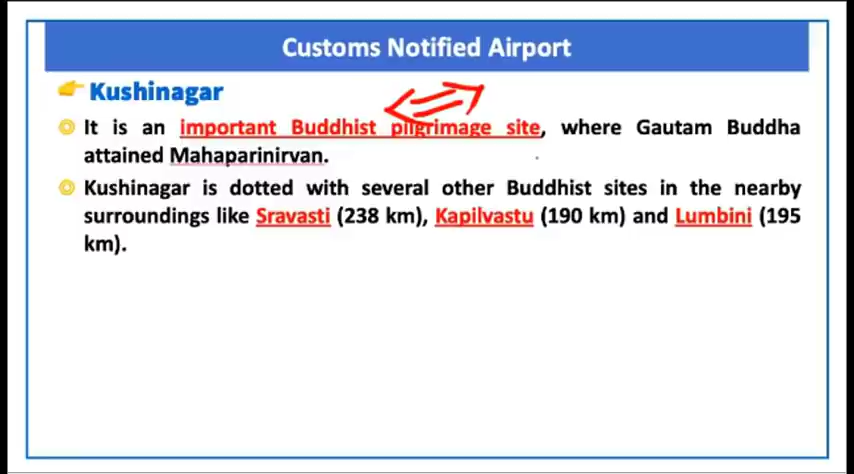 Customs Notified Airport
Kushinagar
It is an important Buddhist pilgrimage site, where Gautam Buddha
attained Mahaparinirvan.
Kushinagar is dotted with several other Buddhist sites in the nearby
surroundings like Sravasti (238 km), Kapilvastu (190 km) and Lumbini (195
km).